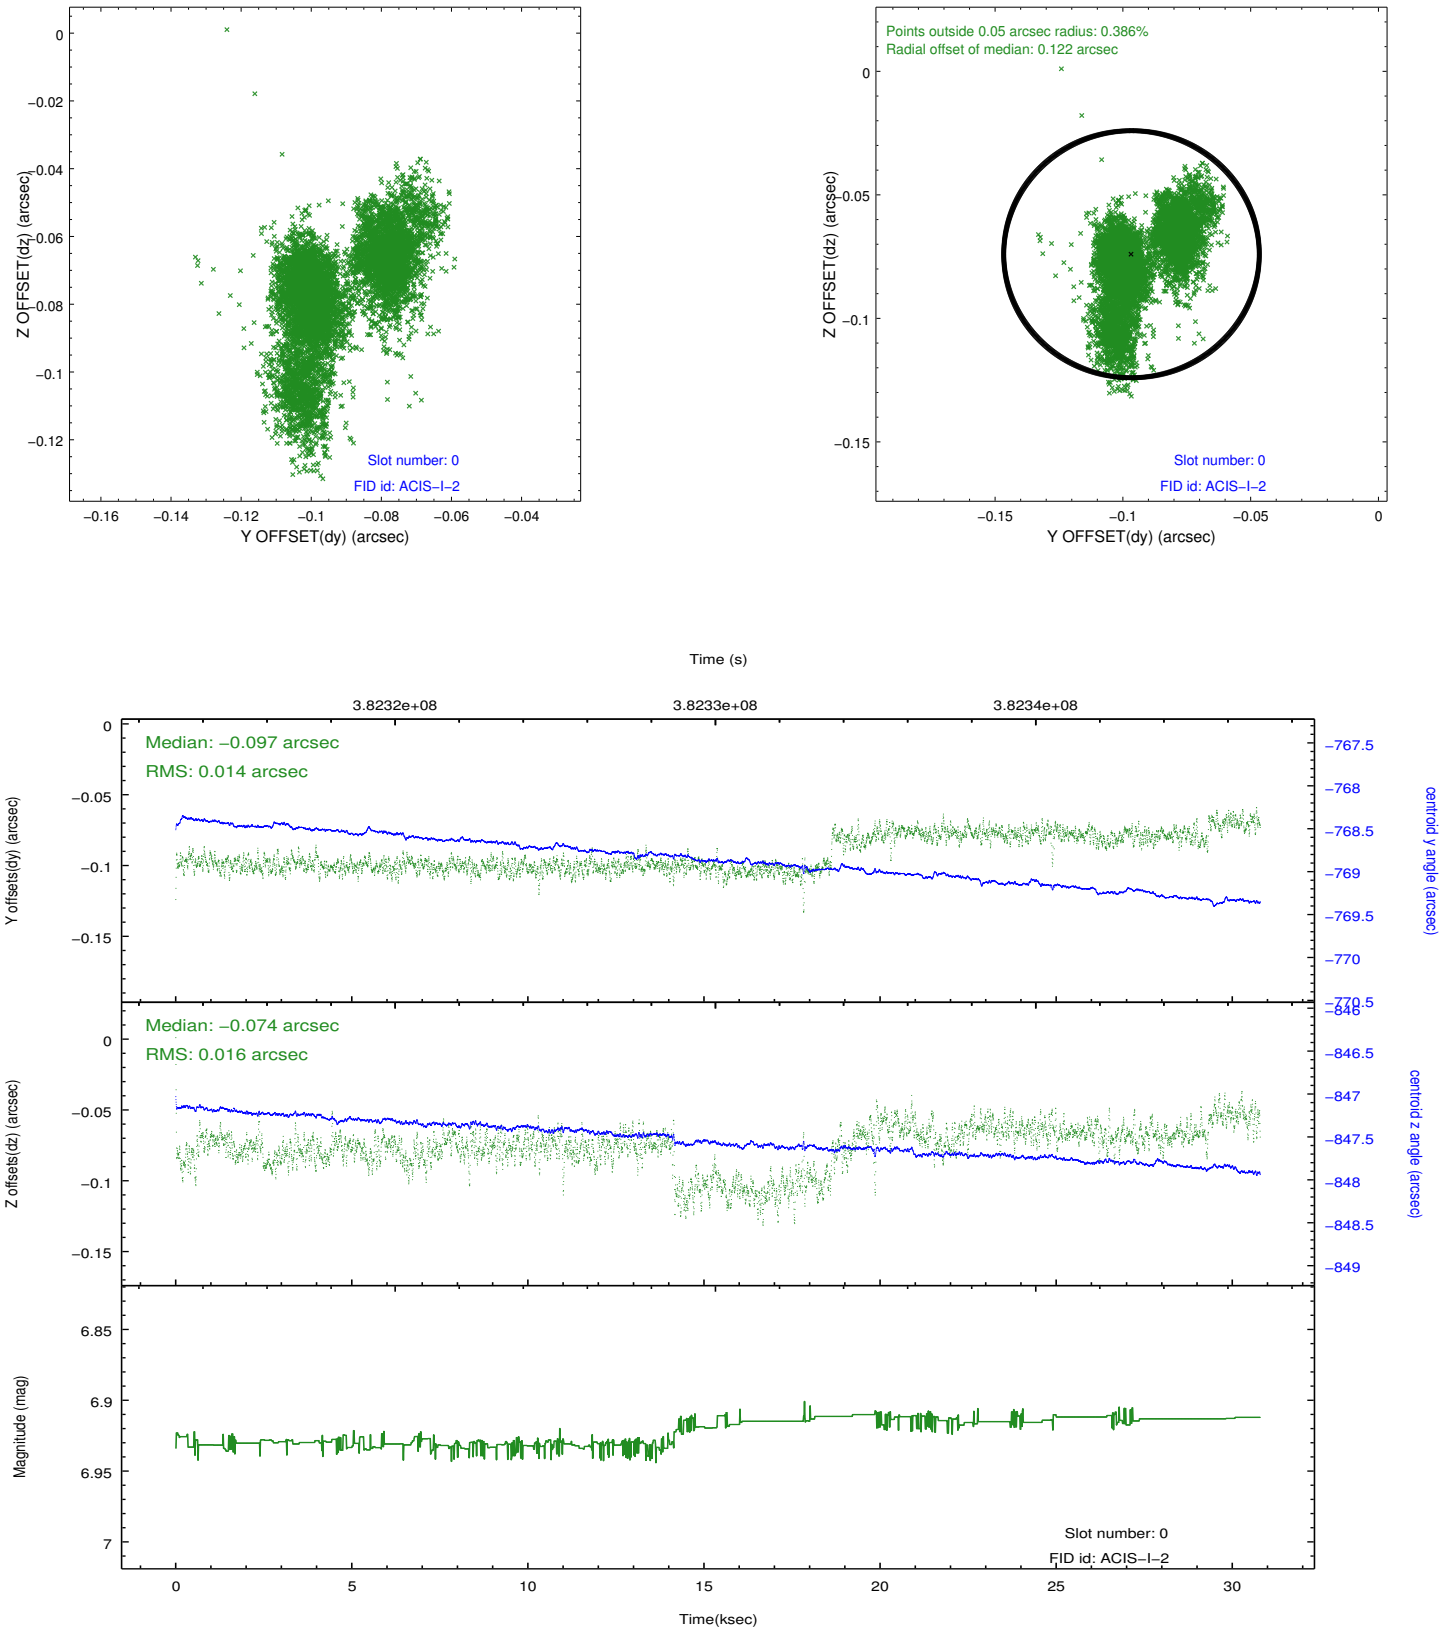 0
−0.02
−0.04
−0.06
−0.08
−0.1
−0.12
Z OFFSET(dz) (arcsec)
Slot number: 0
FID id: ACIS−I−2
−0.16 −0.14 −0.12 −0.1 −0.08 −0.06 −0.04
Y OFFSET(dy) (arcsec)
Points outside 0.05 arcsec radius: 0.386%
Radial offset of median: 0.122 arcsec
0
−0.05
−0.1
−0.15
Z OFFSET(dz) (arcsec)
Slot number: 0
FID id: ACIS−I−2
−0.15 −0.1 −0.05 0
Y OFFSET(dy) (arcsec)
Time (s)
3.8232e+08 3.8233e+08 3.8234e+08
Median: −0.097 arcsec
RMS: 0.014 arcsec
0
−0.05
−0.1
−0.15
Y offsets(dy) (arcsec)
−767.5
−768
−768.5
−769
−769.5
−770
−770.5
centroid y angle (arcsec)
Median: −0.074 arcsec
RMS: 0.016 arcsec
0
−0.05
−0.1
−0.15
Z offsets(dz) (arcsec)
−846
−846.5
−847
−847.5
−848
−848.5
−849
centroid z angle (arcsec)
6.85
6.9
6.95
7
Magnitude (mag)
Slot number: 0
FID id: ACIS−I−2
0 5 10 15 20 25 30
Time(ksec)